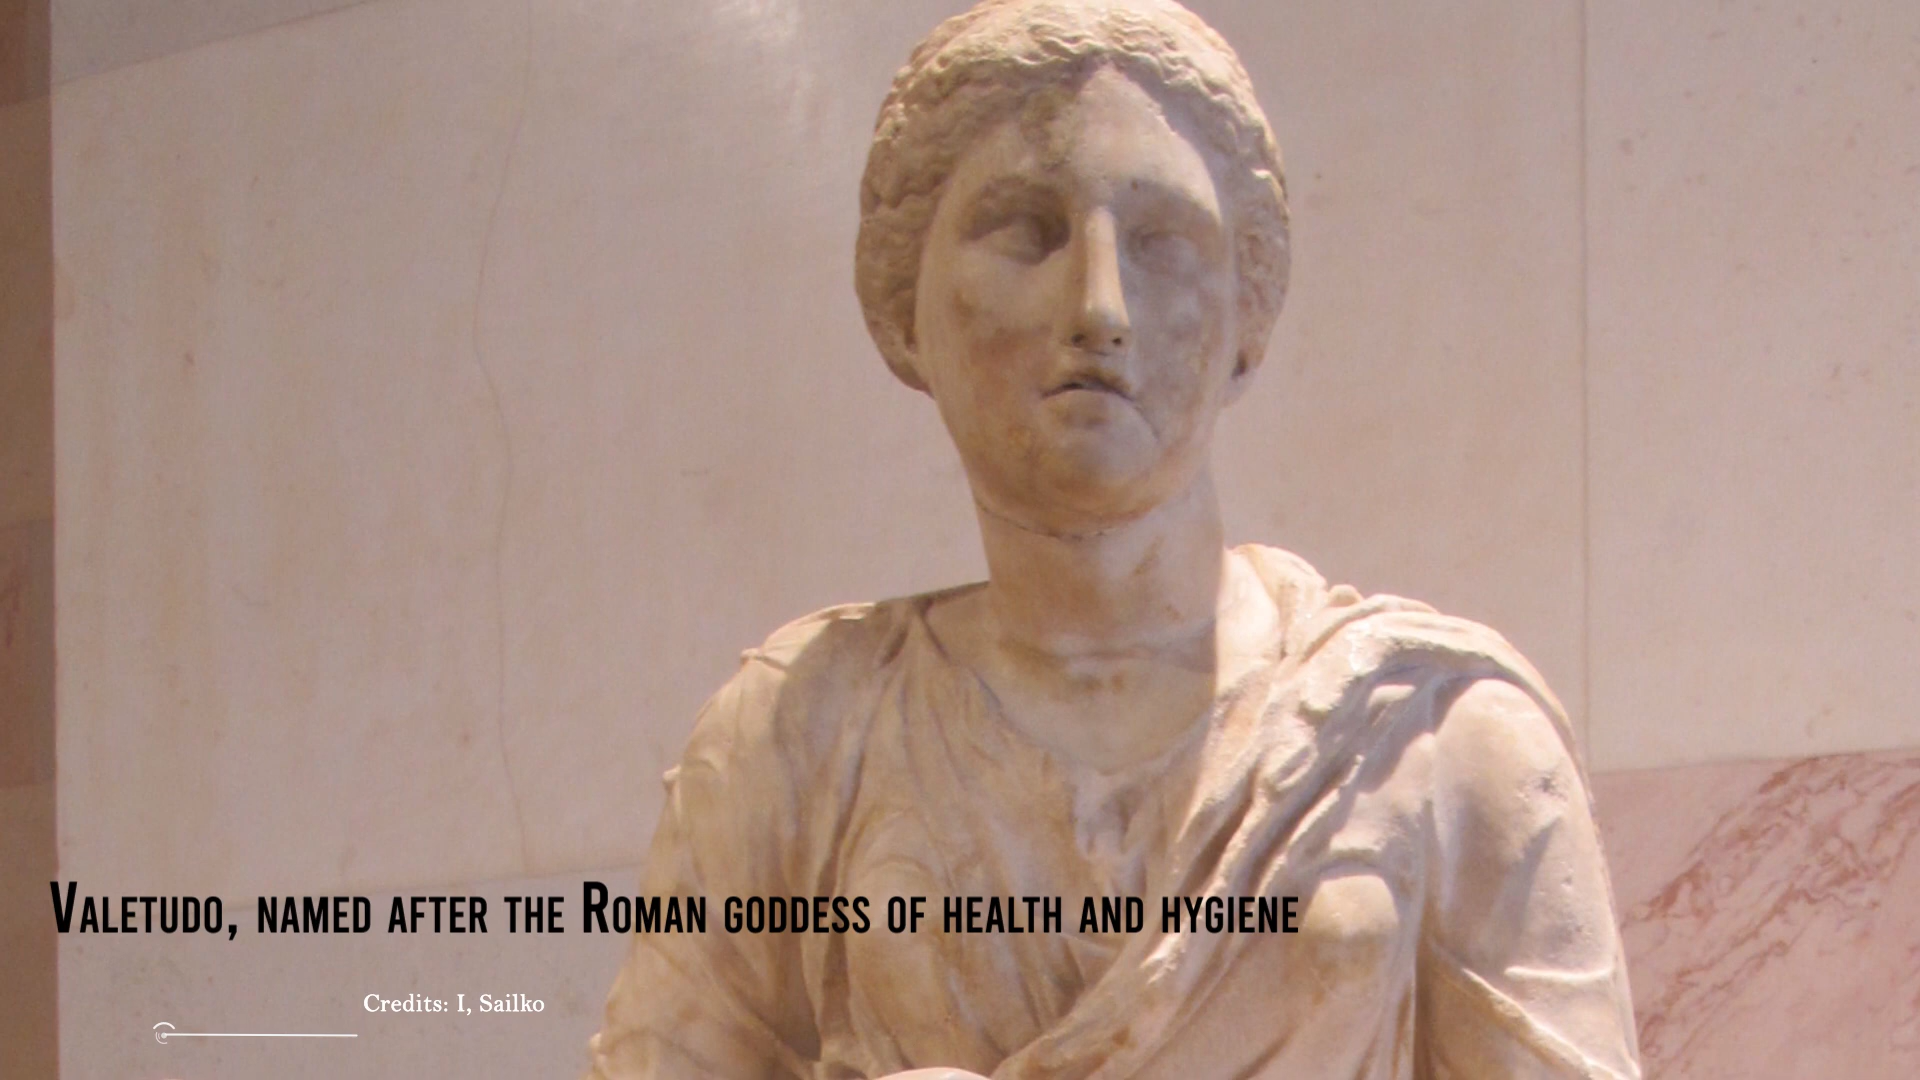 Valetudo, named after the Roman goddess of health and hygiene
Credits: I, Sailko